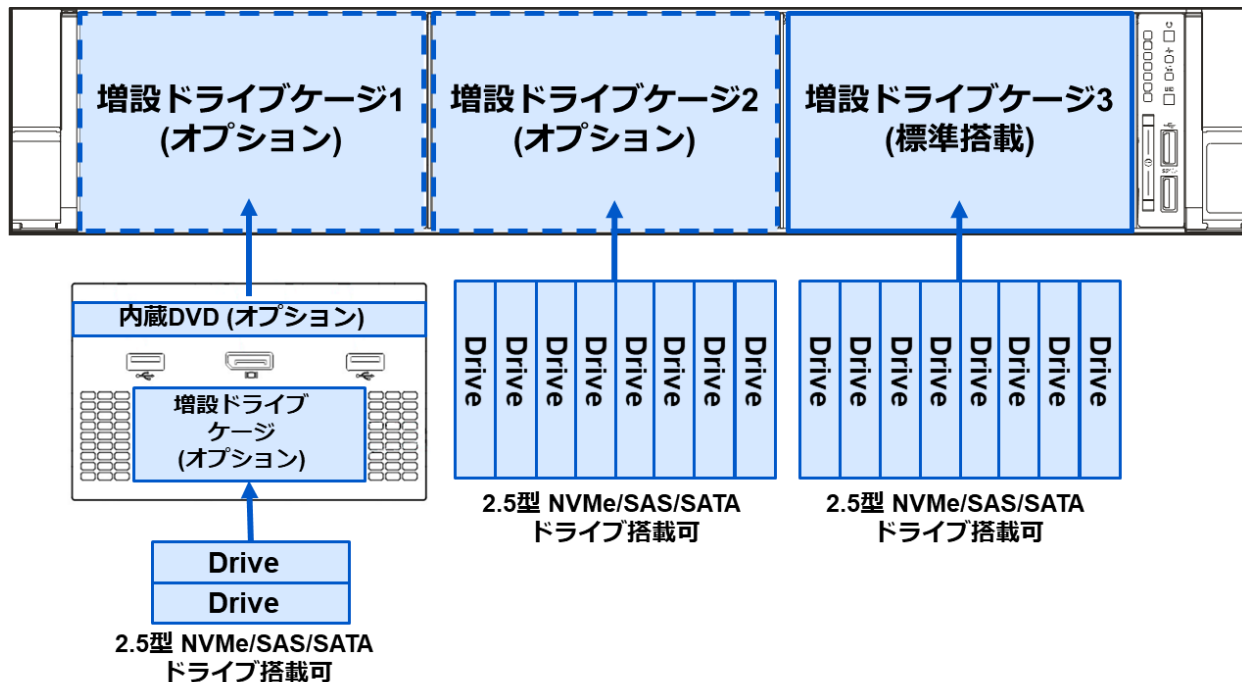 増設ドライブケージ1
(オプション)
増設ドライブケージ2
(オプション)
増設ドライブケージ3
(標準搭載)
内蔵DVD (オプション)
増設ドライブ
ケージ
(オプション)
Drive
Drive
2.5型 NVMe/SAS/SATA
ドライブ搭載可
Drive
Drive
Drive
Drive
Drive
Drive
Drive
Drive
2.5型 NVMe/SAS/SATA
ドライブ搭載可
Drive
Drive
Drive
Drive
Drive
Drive
Drive
Drive
2.5型 NVMe/SAS/SATA
ドライブ搭載可